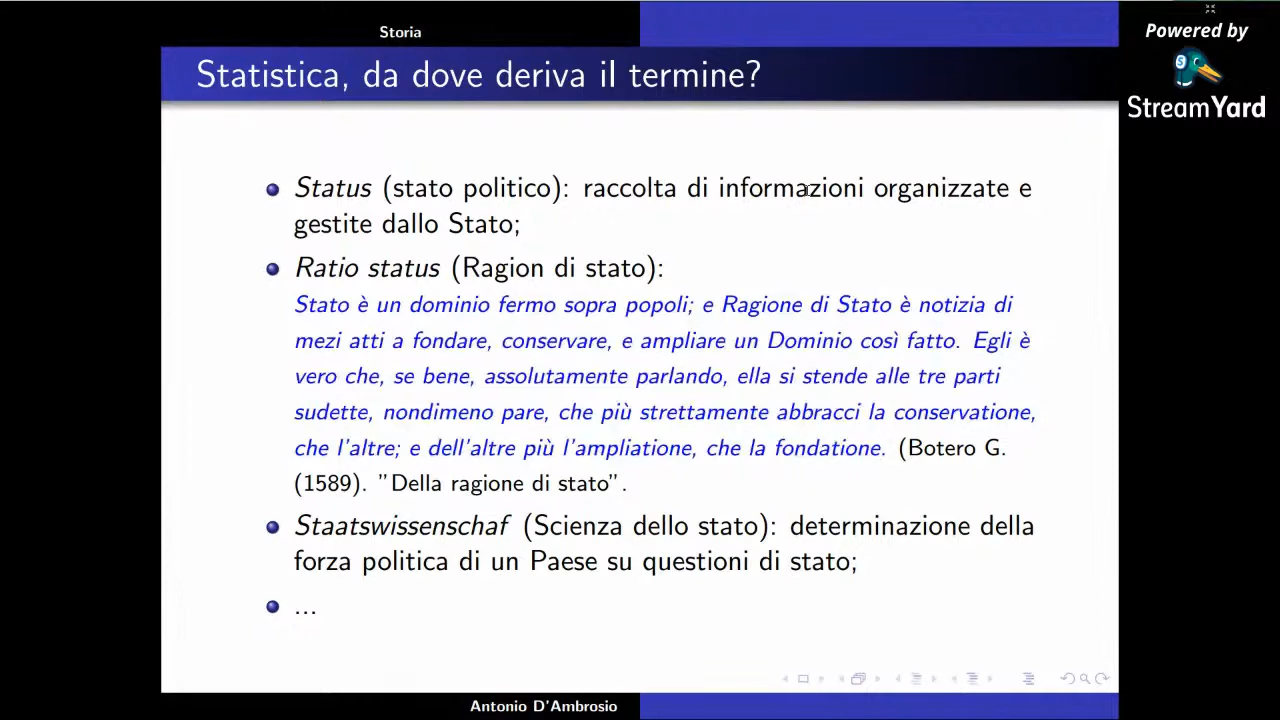 Storia
Powered by
StreamYard
Statistica, da dove deriva il termine?
Status (stato politico): raccolta di informazioni organizzate e
gestite dallo Stato;
Ratio status (Ragion di stato):
Stato è un dominio fermo sopra popoli; e Ragione di Stato è notizia di
mezi atti a fondare, conservare, e ampliare un Dominio così fatto. Egli è
vero che, se bene, assolutamente parlando, ella si stende alle tre parti
sudette, nondimeno pare, che più strettamente abbracci la conservatione,
che l'altre; e dell'altre più l'ampliatione, che la fondatione. (Botero G.
(1589). ”Della ragione di stato”.
Staatswissenschaf (Scienza dello stato): determinazione della
forza politica di un Paese su questioni di stato;
...
Antonio D'Ambrosio